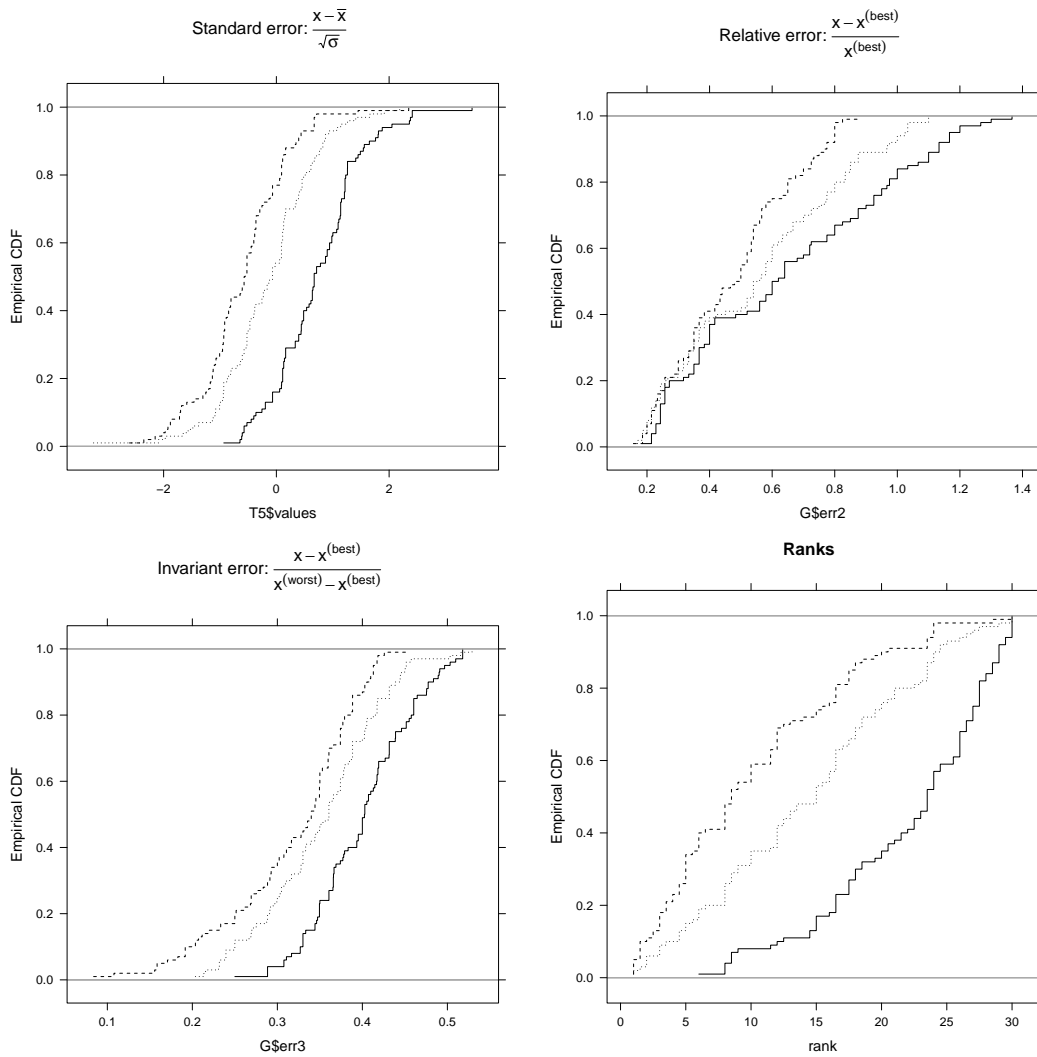 Standard error: x − x̄ / √σ
Empirical CDF
1.0
0.8
0.6
0.4
0.2
0.0
−2 0 2
T5$values
Relative error: x − x^(best) / x^(best)
Empirical CDF
1.0
0.8
0.6
0.4
0.2
0.0
0.2 0.4 0.6 0.8 1.0 1.2 1.4
G$err2
Invariant error: x − x^(best) / x^(worst) − x^(best)
Empirical CDF
1.0
0.8
0.6
0.4
0.2
0.0
0.1 0.2 0.3 0.4 0.5
G$err3
Ranks
Empirical CDF
1.0
0.8
0.6
0.4
0.2
0.0
0 5 10 15 20 25 30
rank